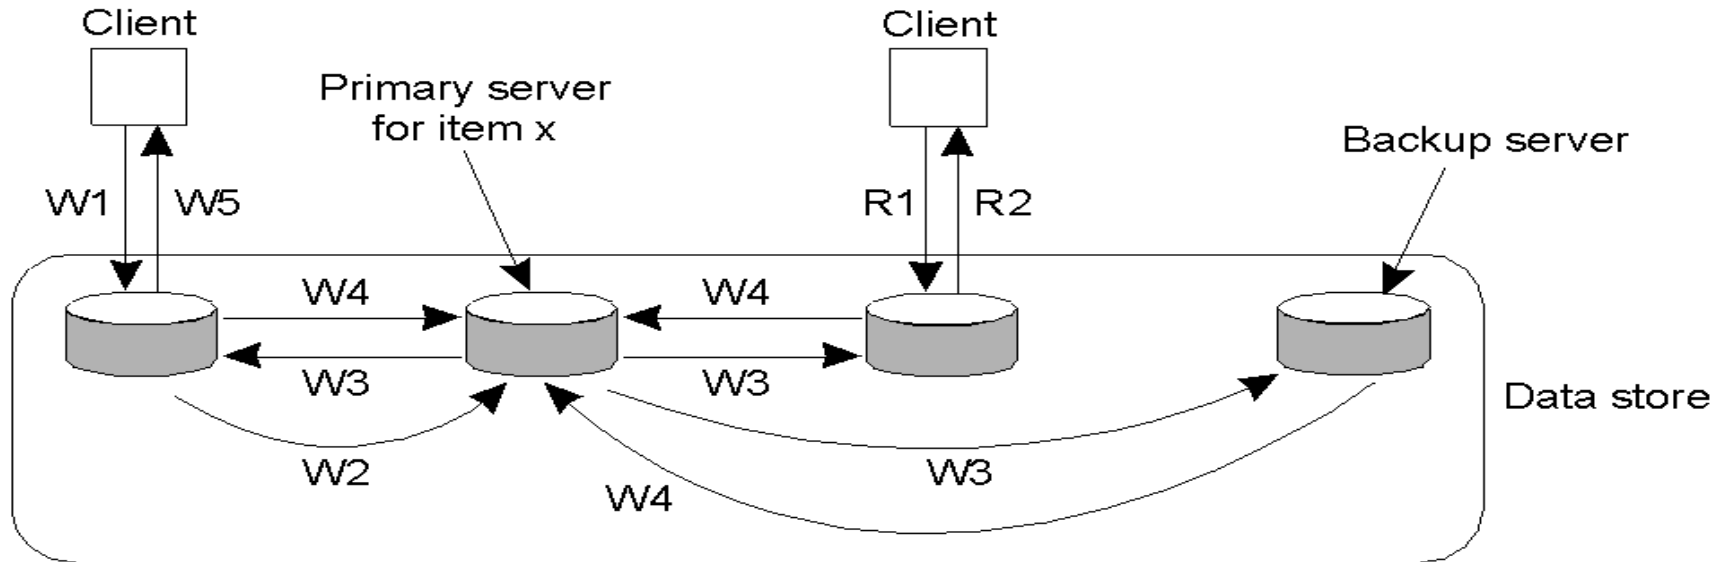 Client
Client
Primary server
for item x
Backup server
W1
W5
R1
R2
W4
W4
W3
W3
Data store
W2
W3
W4